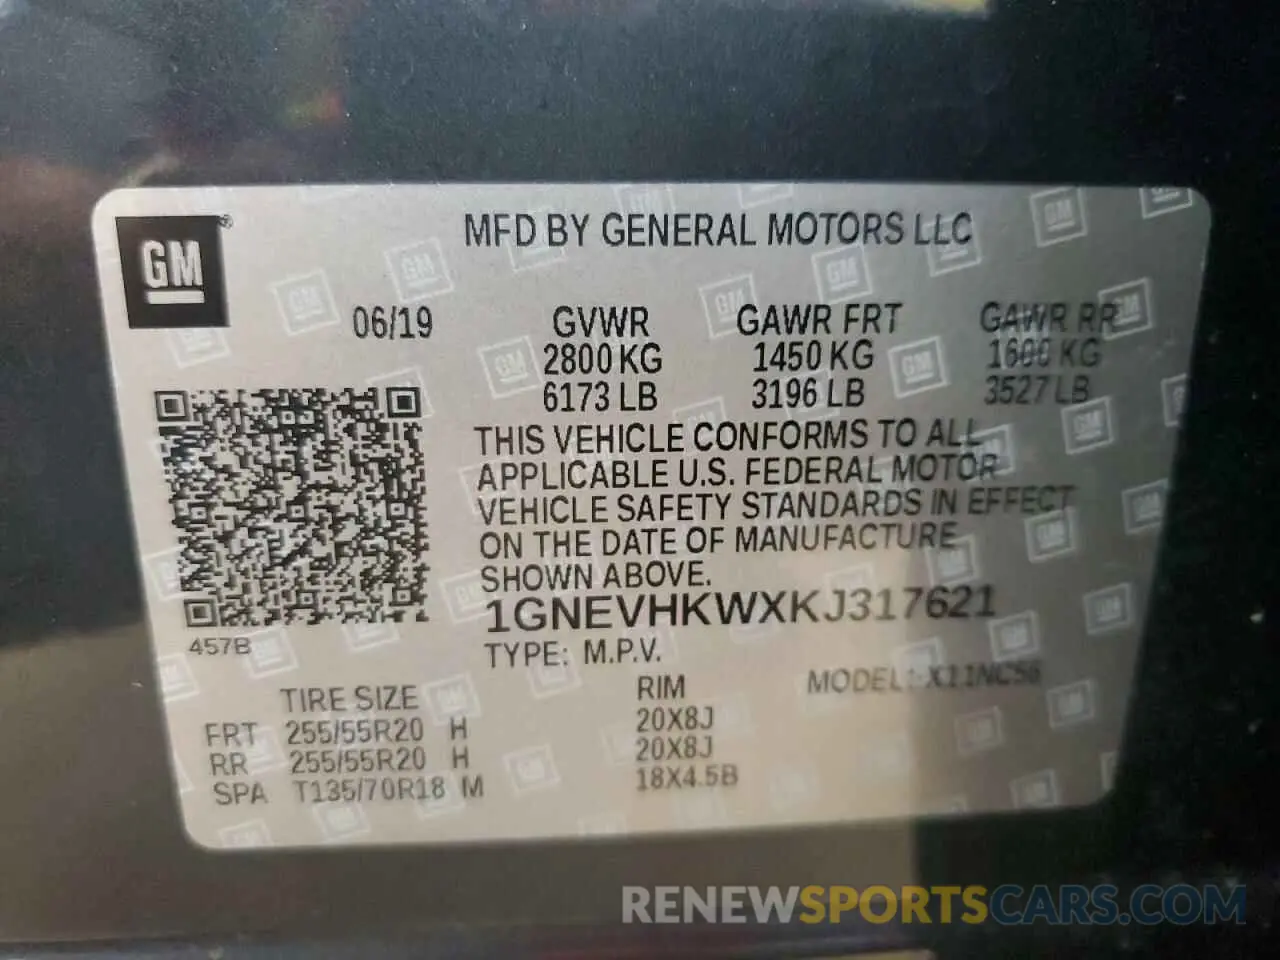 GM®
MFD BY GENERAL MOTORS LLC
06/19 GVWR GAWR FRT GAWR RR
2800 KG 1450 KG 1600 KG
6173 LB 3196 LB 3527 LB
THIS VEHICLE CONFORMS TO ALL
APPLICABLE U.S. FEDERAL MOTOR
VEHICLE SAFETY STANDARDS IN EFFECT
ON THE DATE OF MANUFACTURE
SHOWN ABOVE.
1GNEVHKWXKJ317621
457B
TYPE: M.P.V.
MODEL: X11NC56
TIRE SIZE RIM
FRT 255/55R20 H 20X8J
RR 255/55R20 H 20X8J
SPA T135/70R18 M 18X4.5B
RENEWSPORTSCARS.COM